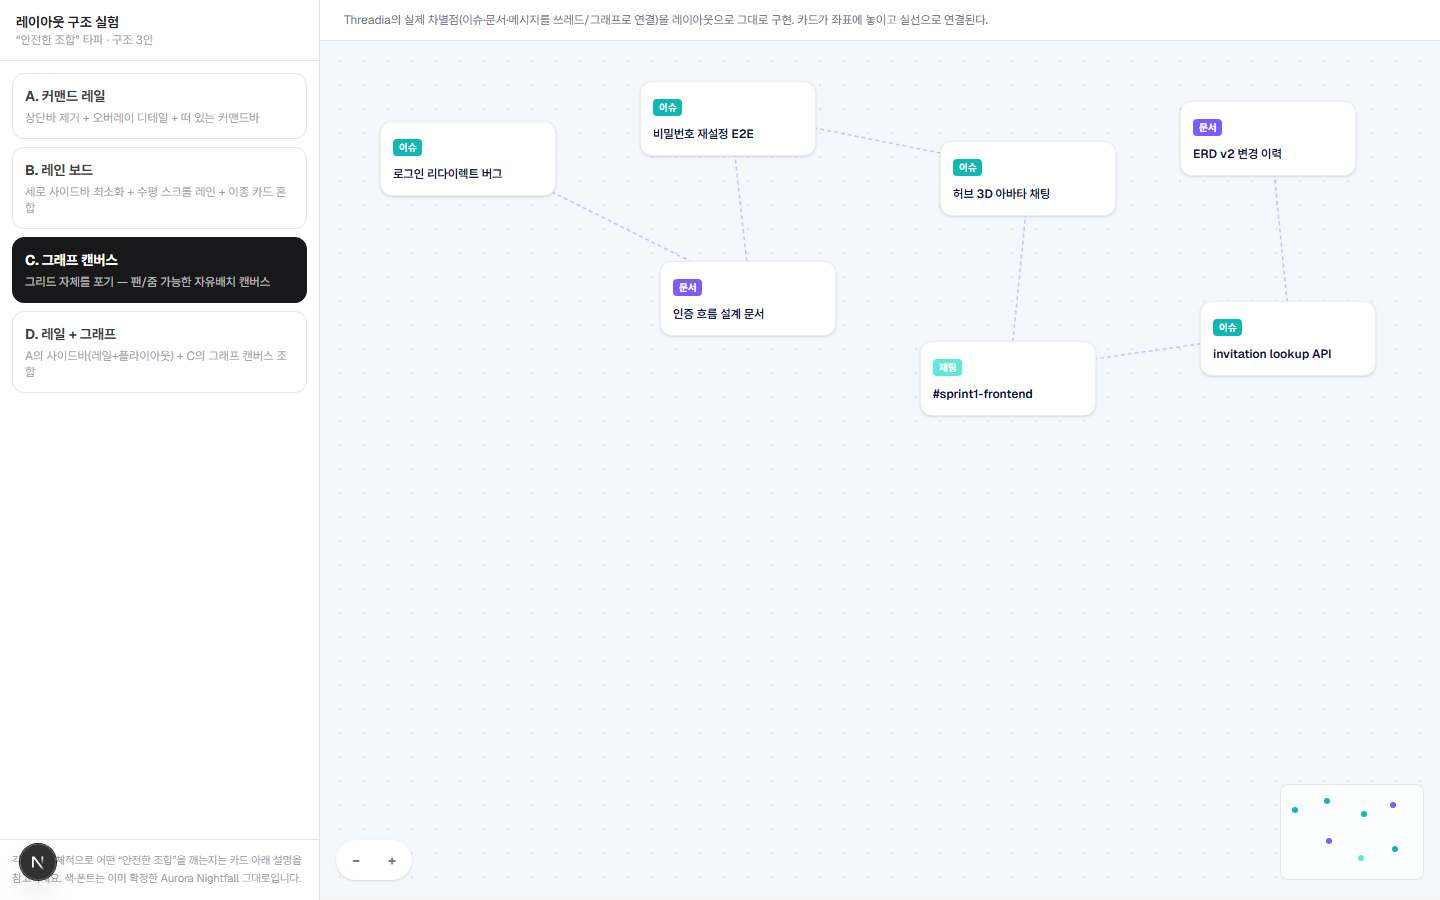 레이아웃 구조 실험
“안전한 조합” 타파 · 구조 3안
A. 커맨드 레일
상단바 제거 + 오버레이 디테일 + 떠 있는 커맨드바
B. 레인 보드
세로 사이드바 최소화 + 수평 스크롤 레인 + 이종 카드 혼
합
C. 그래프 캔버스
그리드 자체를 포기 — 팬/줌 가능한 자유배치 캔버스
D. 레일 + 그래프
A의 사이드바(레일+플라이아웃) + C의 그래프 캔버스 조
합
어떤 “안전한 조합”을 깨는지는 카드 아래 설명을
색·폰트는 이미 확정한 Aurora Nightfall 그대로입니다.
N
Threadia의 실제 차별점(이슈·문서·메시지를 쓰레드/그래프로 연결)을 레이아웃으로 그대로 구현. 카드가 좌표에 놓이고 실선으로 연결된다.
이슈
로그인 리다이렉트 버그
이슈
비밀번호 재설정 E2E
이슈
허브 3D 아바타 채팅
문서
ERD v2 변경 이력
문서
인증 흐름 설계 문서
채팅
#sprint1-frontend
이슈
invitation lookup API
− +